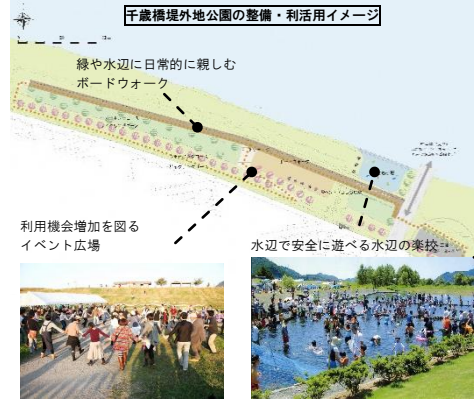 千歳橋堤外地公園の整備・利活用イメージ
緑や水辺に日常的に親しむ
ボードウォーク
利用機会増加を図る
イベント広場
水辺で安全に遊べる水辺の楽校